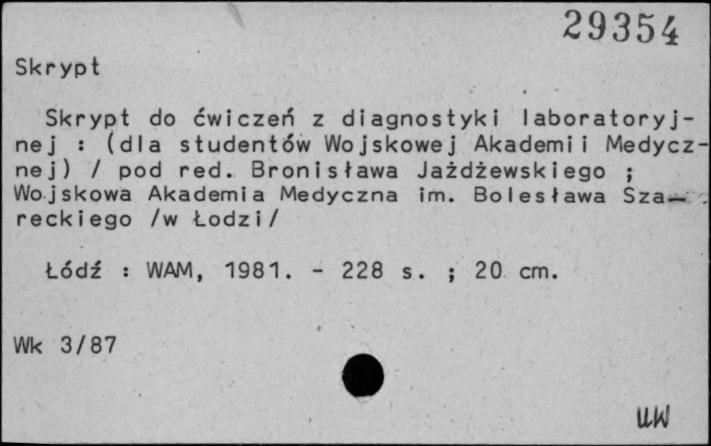 29354
Skrypt
Skrypt do ćwiczeń z diagnostyki laboratoryj-
nej : (dla studentów Wojskowej Akademii Medycz-
nej) / pod red. Bronisława Jażdżewskiego ;
Wojskowa Akademia Medyczna im. Bolesława Sza-
reckiego /w Łodzi/
Łódź : WAM, 1981. - 228 s. ; 20 cm.
Wk 3/87
UW